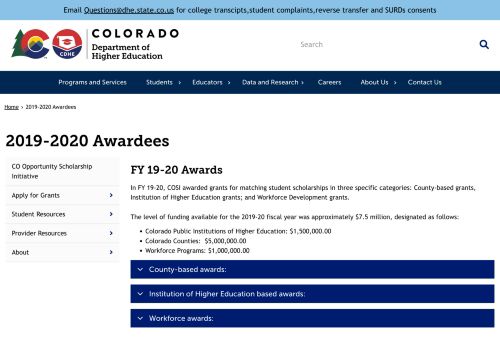 Email Questions@dhe.state.co.us for college transcipts,student complaints,reverse transfer and SURDs consents
CDHE
COLORADO
Department of
Higher Education
Search
Programs and Services Students Educators Data and Research Careers About Us Contact Us
Home > 2019-2020 Awardees
2019-2020 Awardees
CO Opportunity Scholarship
Initiative
Apply for Grants
Student Resources
Provider Resources
About
FY 19-20 Awards
In FY 19-20, COSI awarded grants for matching student scholarships in three specific categories: County-based grants,
Institution of Higher Education grants; and Workforce Development grants.
The level of funding available for the 2019-20 fiscal year was approximately $7.5 million, designated as follows:
• Colorado Public Institutions of Higher Education: $1,500,000.00
• Colorado Counties: $5,000,000.00
• Workforce Programs: $1,000,000.00
County-based awards:
Institution of Higher Education based awards:
Workforce awards: